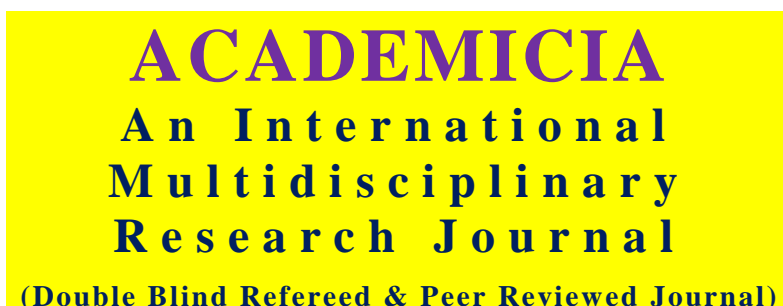 ACADEMICIA
An International
Multidisciplinary
Research Journal
(Double Blind Refereed & Peer Reviewed Journal)